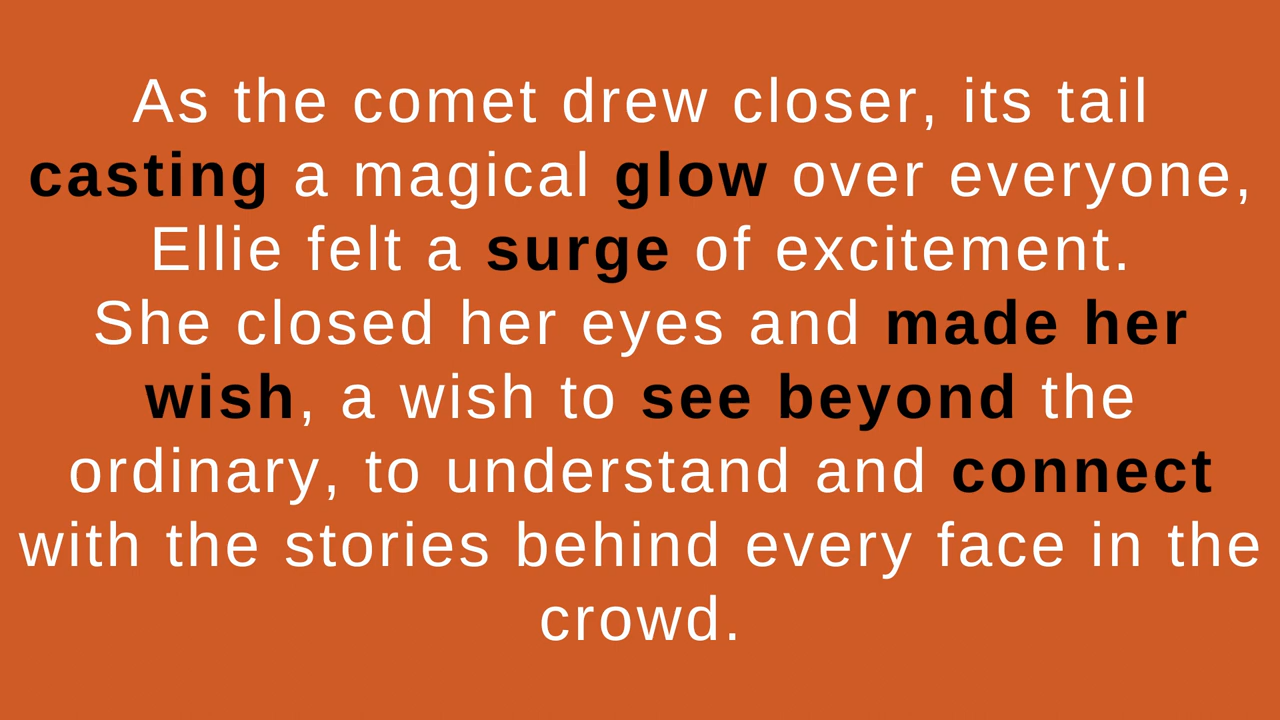 As the comet drew closer, its tail
casting a magical glow over everyone,
Ellie felt a surge of excitement.
She closed her eyes and made her
wish, a wish to see beyond the
ordinary, to understand and connect
with the stories behind every face in the
crowd.